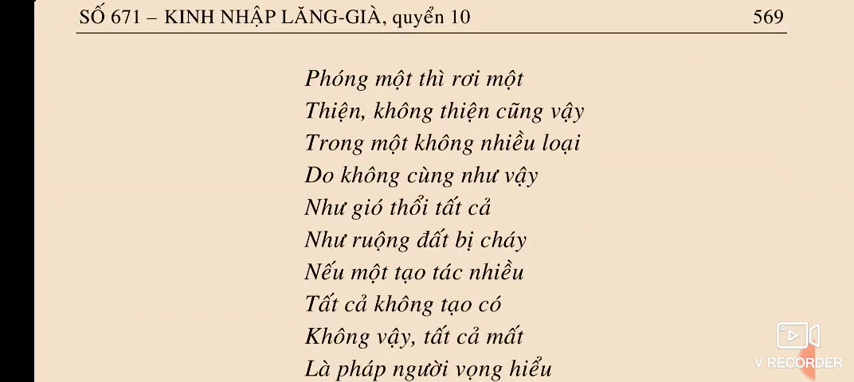 SỐ 671 – KINH NHẬP LĂNG-GIÀ, quyển 10 569
Phóng một thì rơi một
Thiện, không thiện cũng vậy
Trong một không nhiều loại
Do không cùng như vậy
Như gió thổi tất cả
Như ruộng đất bị cháy
Nếu một tạo tác nhiều
Tất cả không tạo có
Không vậy, tất cả mất
Là pháp người vọng hiểu
V RECORDER